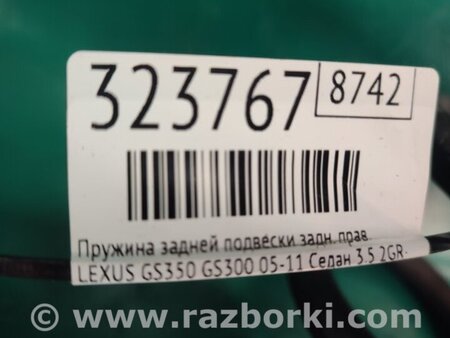 323767 8742
Пружина задней подвески задн. прав.
LEXUS GS350 GS300 05-11 Седан 3.5 2GR-
© www.razborki.com